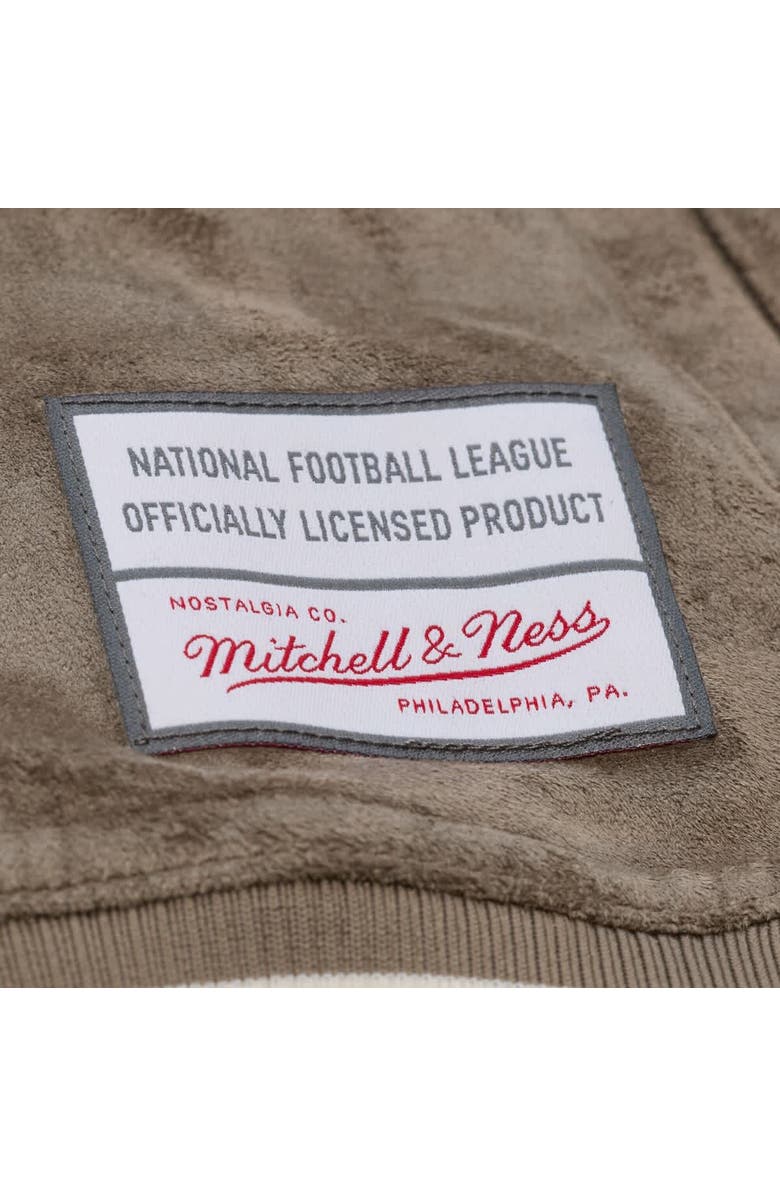 NATIONAL FOOTBALL LEAGUE
OFFICIALLY LICENSED PRODUCT
NOSTALGIA CO.
Mitchell & Ness
PHILADELPHIA, PA.